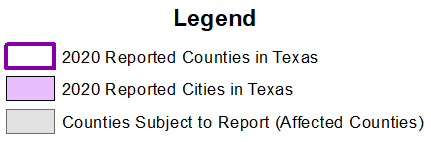 Legend
2020 Reported Counties in Texas
2020 Reported Cities in Texas
Counties Subject to Report (Affected Counties)